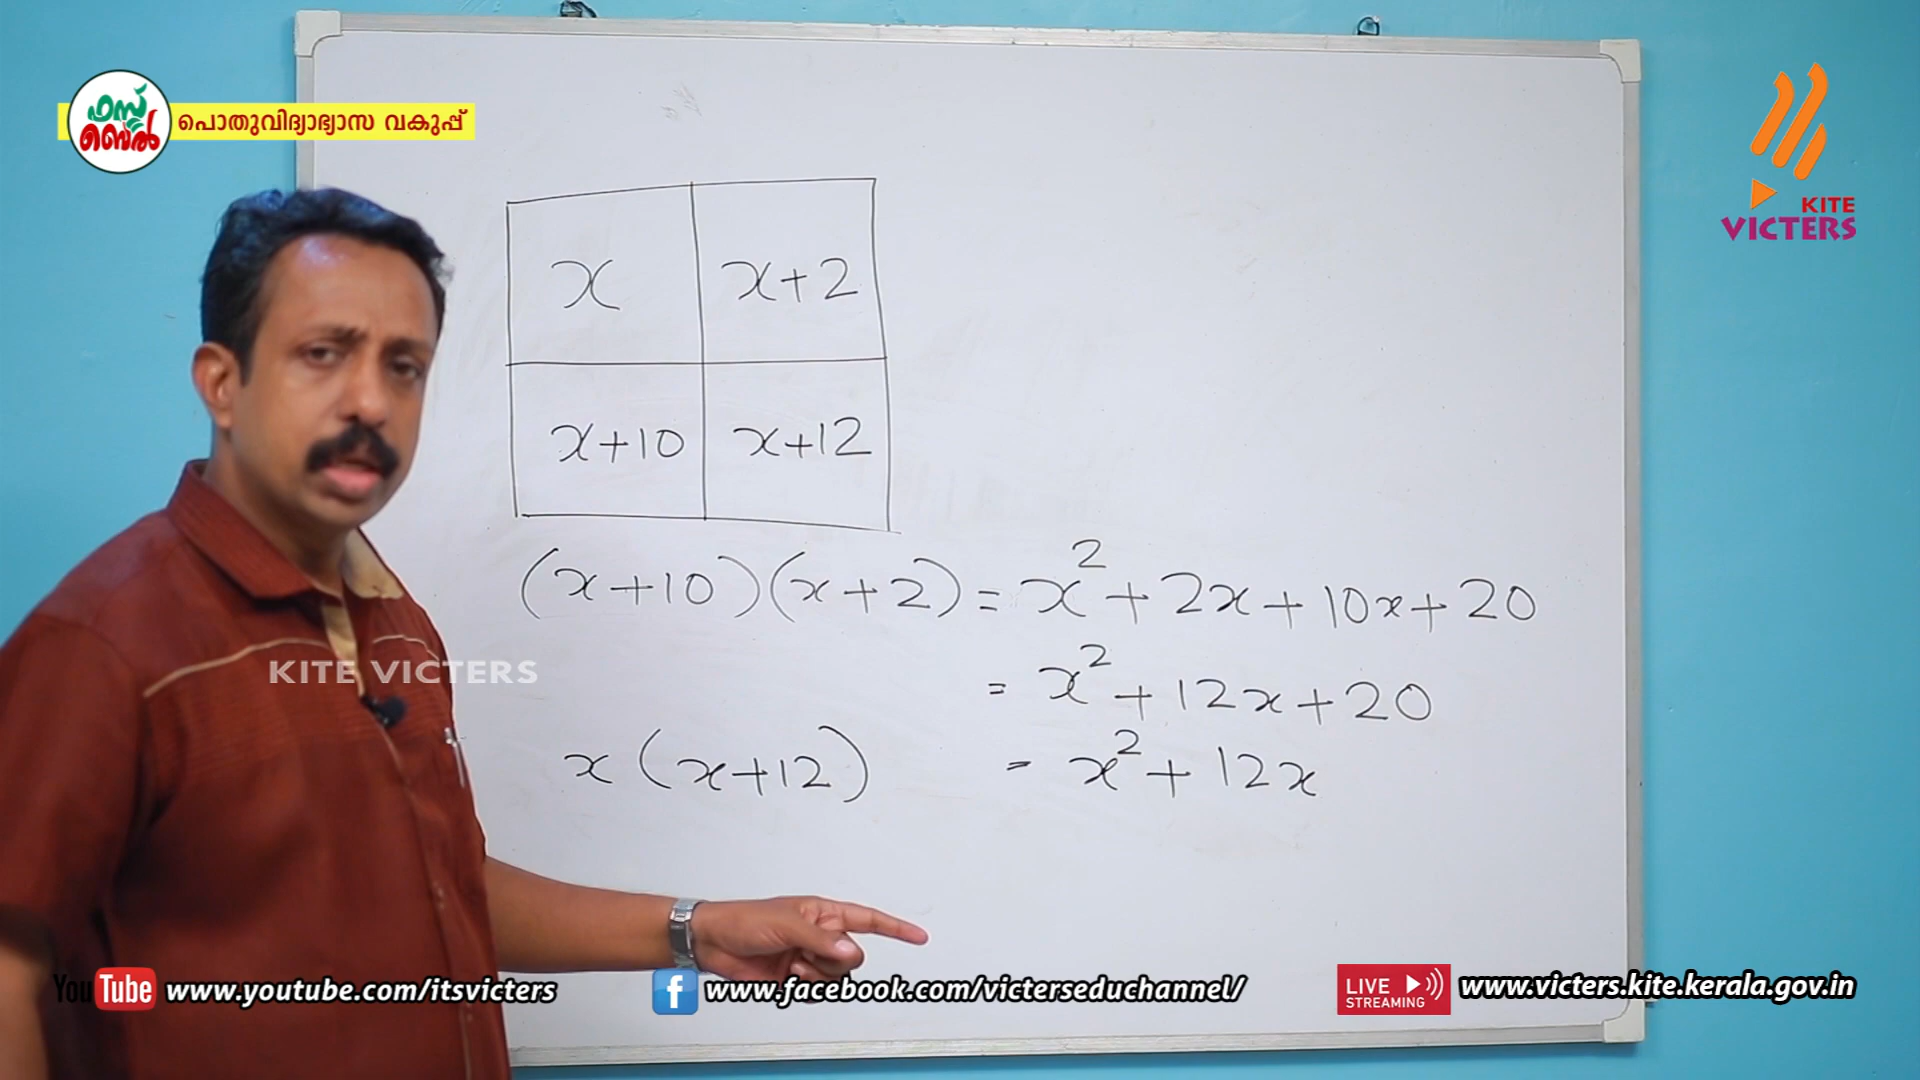 ഫസ്റ്റ് ബെൽ
പൊതുവിദ്യാഭ്യാസ വകുപ്പ്
KITE
VICTERS
x
x+2
x+10
x+12
(x+10)(x+2) = x² + 2x + 10x + 20
= x² + 12x + 20
x(x+12) = x² + 12x
KITE VICTERS
YouTube www.youtube.com/itsvicters
f www.facebook.com/victerseduchannel/
LIVE STREAMING www.victers.kite.kerala.gov.in